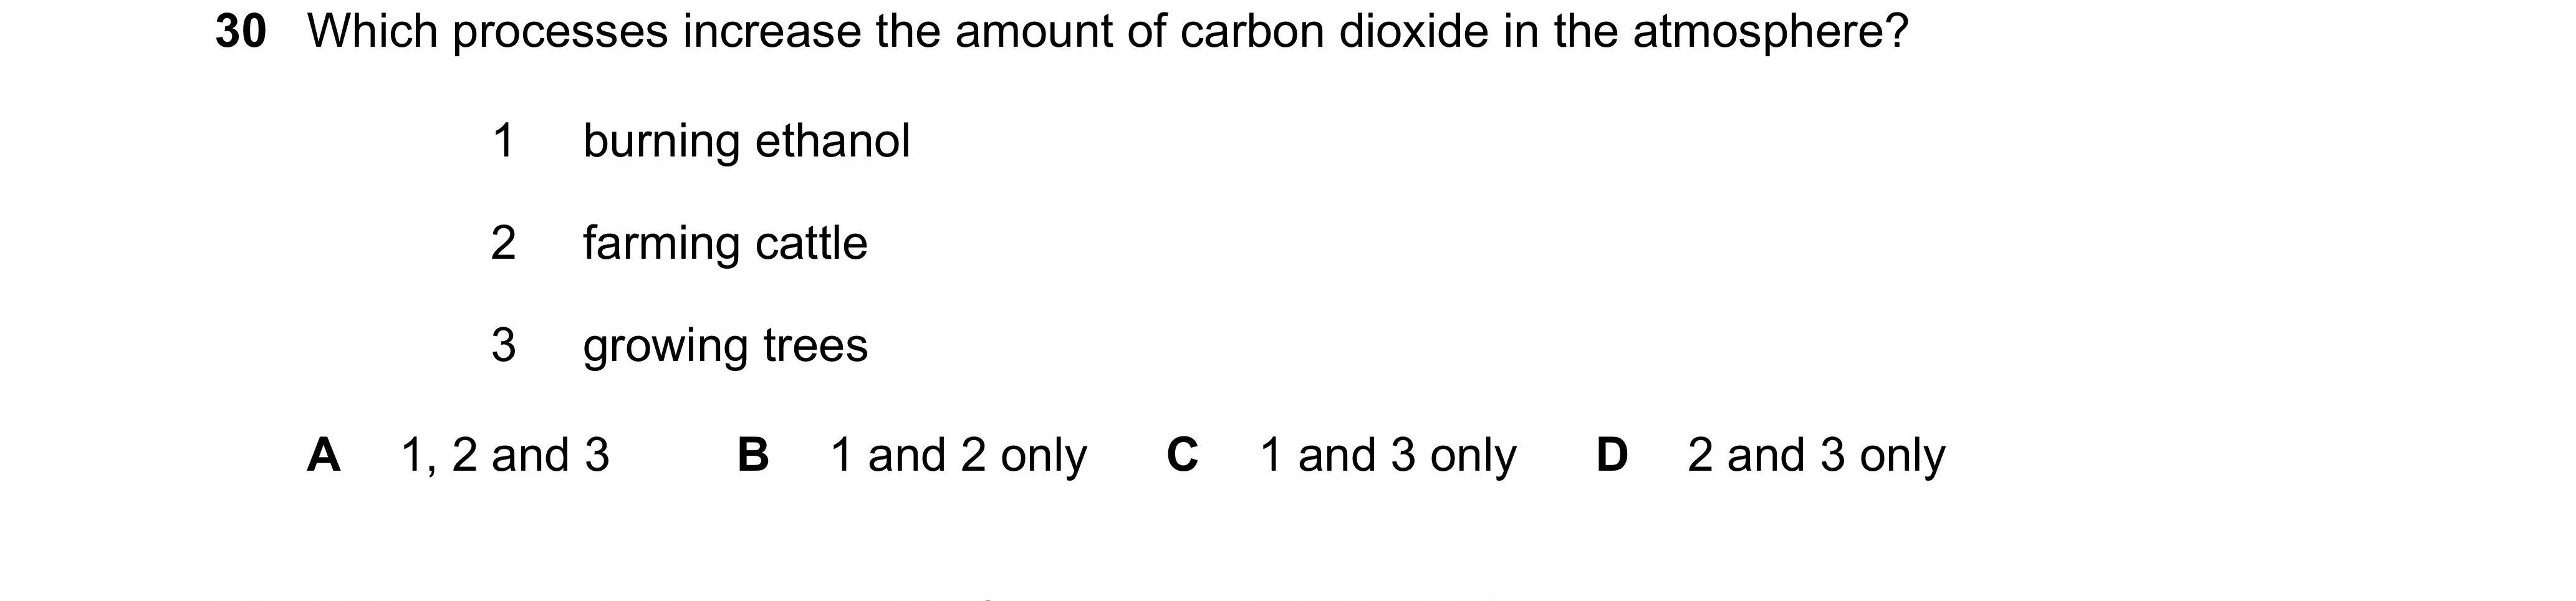 30 Which processes increase the amount of carbon dioxide in the atmosphere?
1 burning ethanol
2 farming cattle
3 growing trees
A 1, 2 and 3 B 1 and 2 only C 1 and 3 only D 2 and 3 only